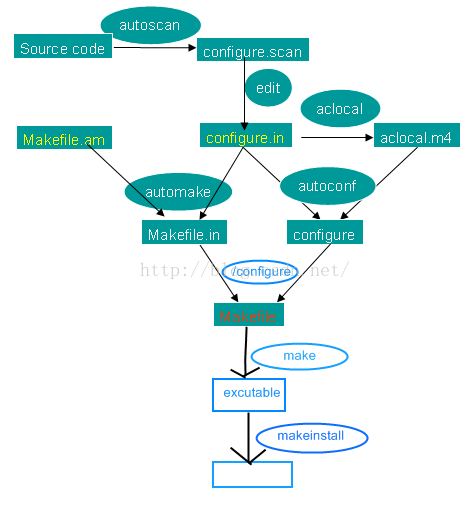 autoscan
Source code
configure.scan
edit
aclocal
Makefile.am
configure.in
aclocal.m4
automake
autoconf
Makefile.in
configure
/configure
Makefile
make
excutable
makeinstall